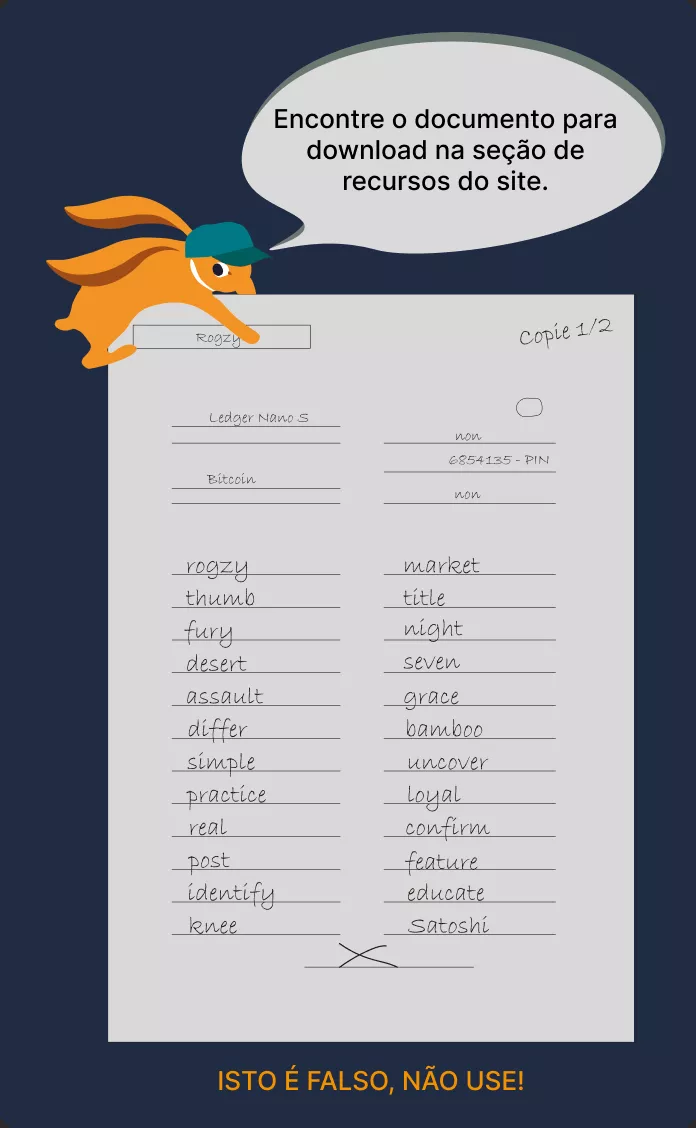 Encontre o documento para
download na seção de
recursos do site.
Rogzy
Copie 1/2
Ledger Nano S
non
6854135 - PIN
Bitcoin
non
rogzy
thumb
fury
desert
assault
differ
simple
practice
real
post
identify
knee
market
title
night
seven
grace
bamboo
uncover
loyal
confirm
feature
educate
Satoshi
ISTO É FALSO, NÃO USE!